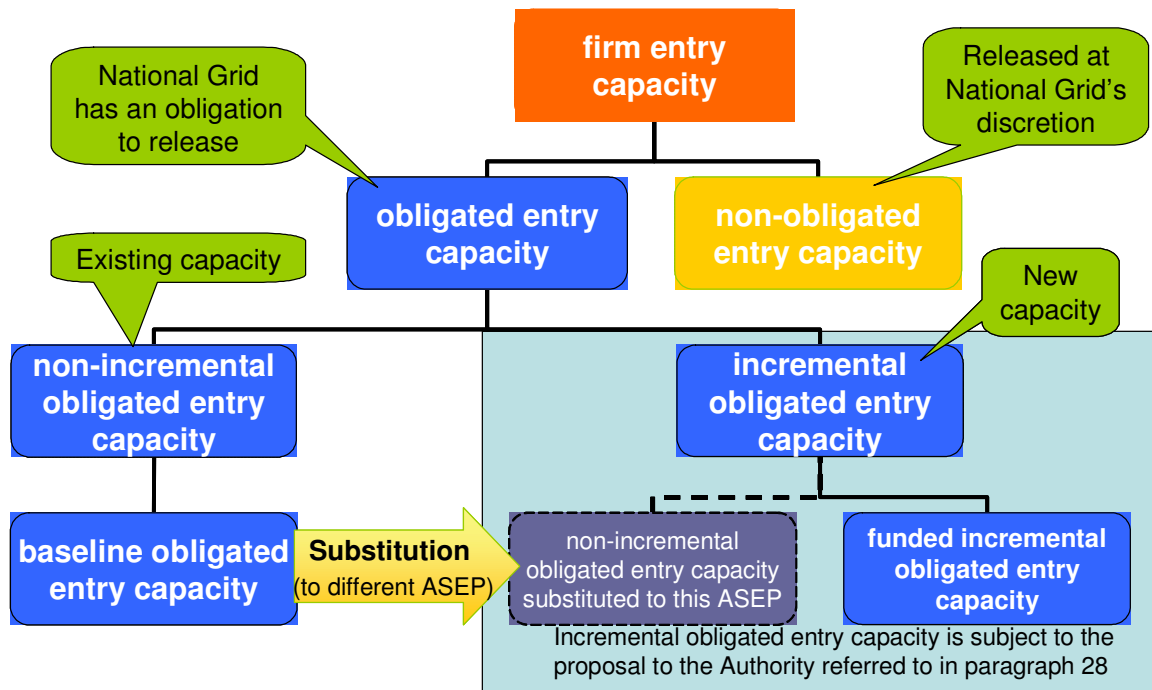 firm entry
capacity
National Grid
has an obligation
to release
Released at
National Grid's
discretion
obligated entry
capacity
non-obligated
entry capacity
Existing capacity
New
capacity
non-incremental
obligated entry
capacity
incremental
obligated entry
capacity
baseline obligated
entry capacity
Substitution
(to different ASEP)
non-incremental
obligated entry capacity
substituted to this ASEP
funded incremental
obligated entry
capacity
Incremental obligated entry capacity is subject to the
proposal to the Authority referred to in paragraph 28